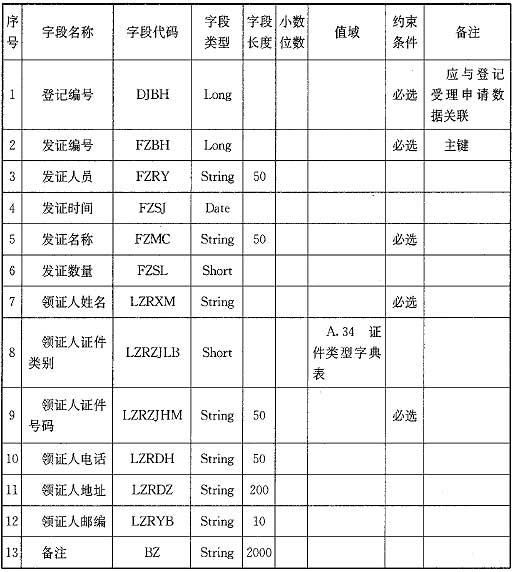 序号 字段名称 字段代码 字段类型 字段长度 小数位数 值域 约束条件 备注
1 登记编号 DJBH Long 必选 应与登记受理申请数据关联
2 发证编号 FZBH Long 必选 主键
3 发证人员 FZRY String 50
4 发证时间 FZSJ Date
5 发证名称 FZMC String 50 必选
6 发证数量 FZSL Short
7 领证人姓名 LZRXM String 必选
8 领证人证件类别 LZRZJLB Short A.34 证件类型字典表
9 领证人证件号码 LZRZJHM String 50 必选
10 领证人电话 LZRDH String 50
11 领证人地址 LZRDZ String 200
12 领证人邮编 LZRYB String 10
13 备注 BZ String 2000